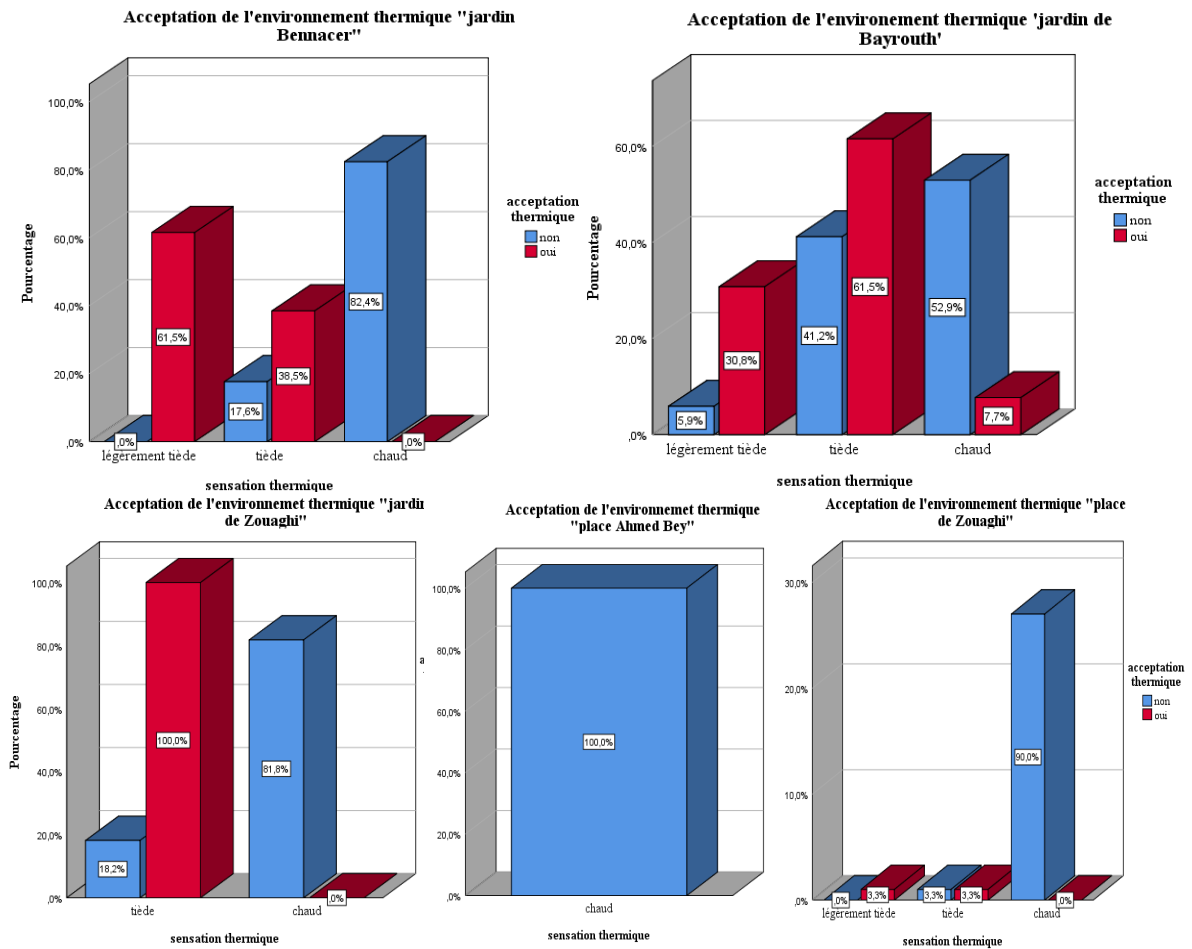 Acceptation de l'environnement thermique "jardin
Bennacer"
Pourcentage
100,0%
80,0%
60,0%
40,0%
20,0%
,0%
,0%
61,5%
17,6%
38,5%
82,4%
,0%
légèrement tiède
tiède
chaud
sensation thermique
acceptation
thermique
non
oui
Acceptation de l'environement thermique 'jardin de
Bayrouth'
Pourcentage
60,0%
40,0%
20,0%
,0%
5,9%
30,8%
41,2%
61,5%
52,9%
7,7%
légèrement tiède
tiède
chaud
sensation thermique
acceptation
thermique
non
oui
Acceptation de l'environnemet thermique "jardin
de Zouaghi"
Pourcentage
100,0%
80,0%
60,0%
40,0%
20,0%
,0%
18,2%
100,0%
81,8%
,0%
tiède
chaud
sensation thermique
a
Acceptation de l'environnemet thermique
"place Ahmed Bey"
100,0%
80,0%
60,0%
40,0%
20,0%
,0%
100,0%
chaud
sensation thermique
Acceptation de l'environnement thermique "place
de Zouaghi"
30,0%
20,0%
10,0%
,0%
,0%
3,3%
3,3%
3,3%
90,0%
,0%
légèrement tiède
tiède
chaud
sensation thermique
acceptation
thermique
non
oui